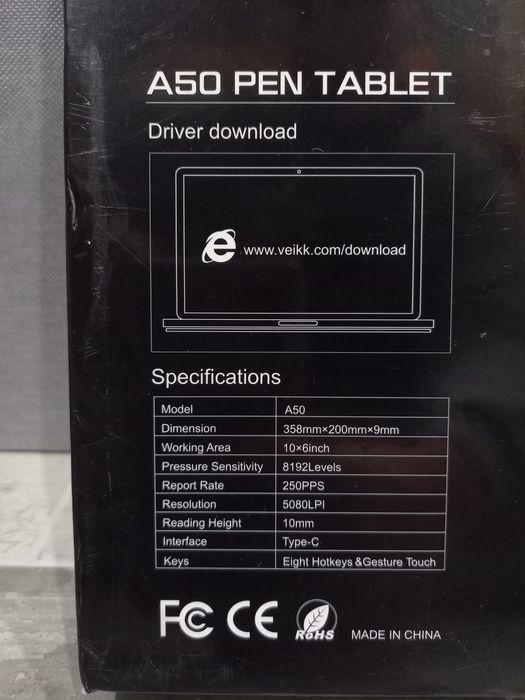 A50 PEN TABLET
Driver download
e www.veikk.com/download
Specifications
Model A50
Dimension 358mm×200mm×9mm
Working Area 10×6inch
Pressure Sensitivity 8192Levels
Report Rate 250PPS
Resolution 5080LPI
Reading Height 10mm
Interface Type-C
Keys Eight Hotkeys &Gesture Touch
FC CE RoHS MADE IN CHINA